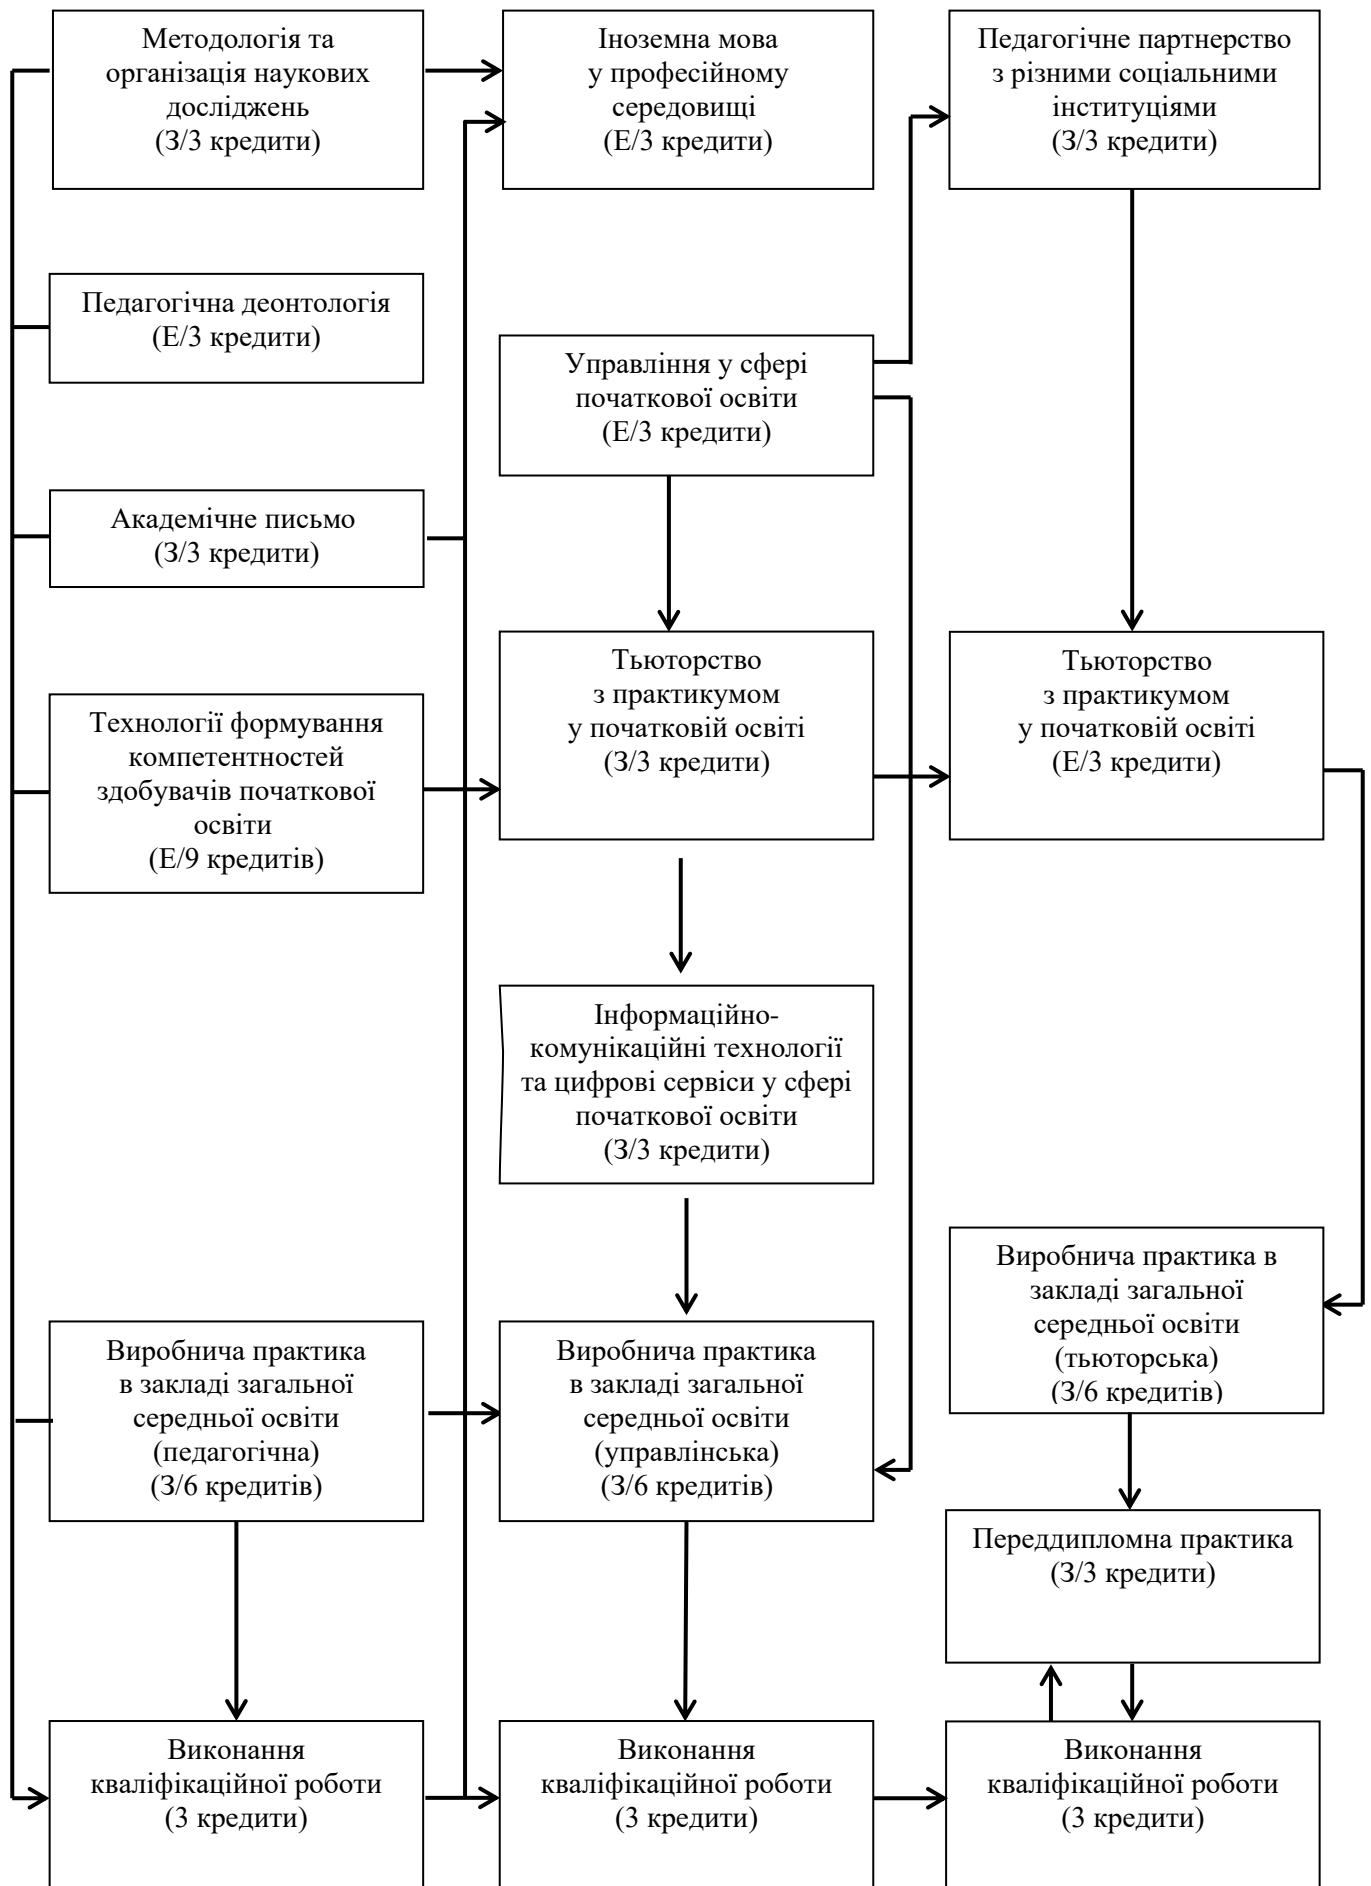 Методологія та
організація наукових
досліджень
(З/3 кредити)
Іноземна мова
у професійному
середовищі
(Е/3 кредити)
Педагогічне партнерство
з різними соціальними
інституціями
(З/3 кредити)
Педагогічна деонтологія
(Е/3 кредити)
Управління у сфері
початкової освіти
(Е/3 кредити)
Академічне письмо
(З/3 кредити)
Технології формування
компетентностей
здобувачів початкової
освіти
(Е/9 кредитів)
Тьюторство
з практикумом
у початковій освіті
(З/3 кредити)
Тьюторство
з практикумом
у початковій освіті
(Е/3 кредити)
Інформаційно-
комунікаційні технології
та цифрові сервіси у сфері
початкової освіти
(З/3 кредити)
Виробнича практика
в закладі загальної
середньої освіти
(педагогічна)
(З/6 кредитів)
Виробнича практика
в закладі загальної
середньої освіти
(управлінська)
(З/6 кредитів)
Виробнича практика в
закладі загальної
середньої освіти
(тьюторська)
(З/6 кредитів)
Переддипломна практика
(З/3 кредити)
Виконання
кваліфікаційної роботи
(3 кредити)
Виконання
кваліфікаційної роботи
(3 кредити)
Виконання
кваліфікаційної роботи
(3 кредити)